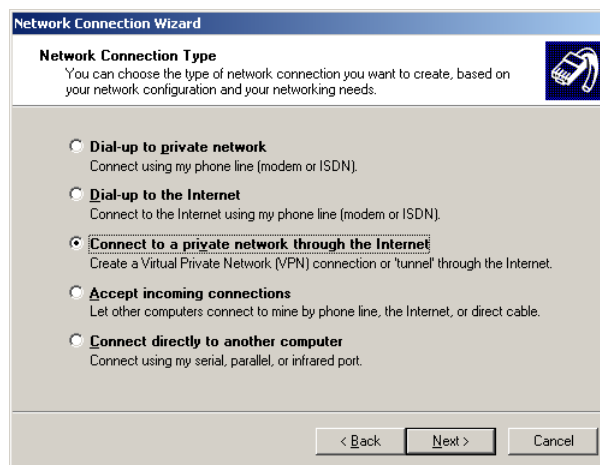 Network Connection Wizard
Network Connection Type
You can choose the type of network connection you want to create, based on
your network configuration and your networking needs.
Dial-up to private network
Connect using my phone line (modem or ISDN).
Dial-up to the Internet
Connect to the Internet using my phone line (modem or ISDN).
Connect to a private network through the Internet
Create a Virtual Private Network (VPN) connection or 'tunnel' through the Internet.
Accept incoming connections
Let other computers connect to mine by phone line, the Internet, or direct cable.
Connect directly to another computer
Connect using my serial, parallel, or infrared port.
< Back Next > Cancel